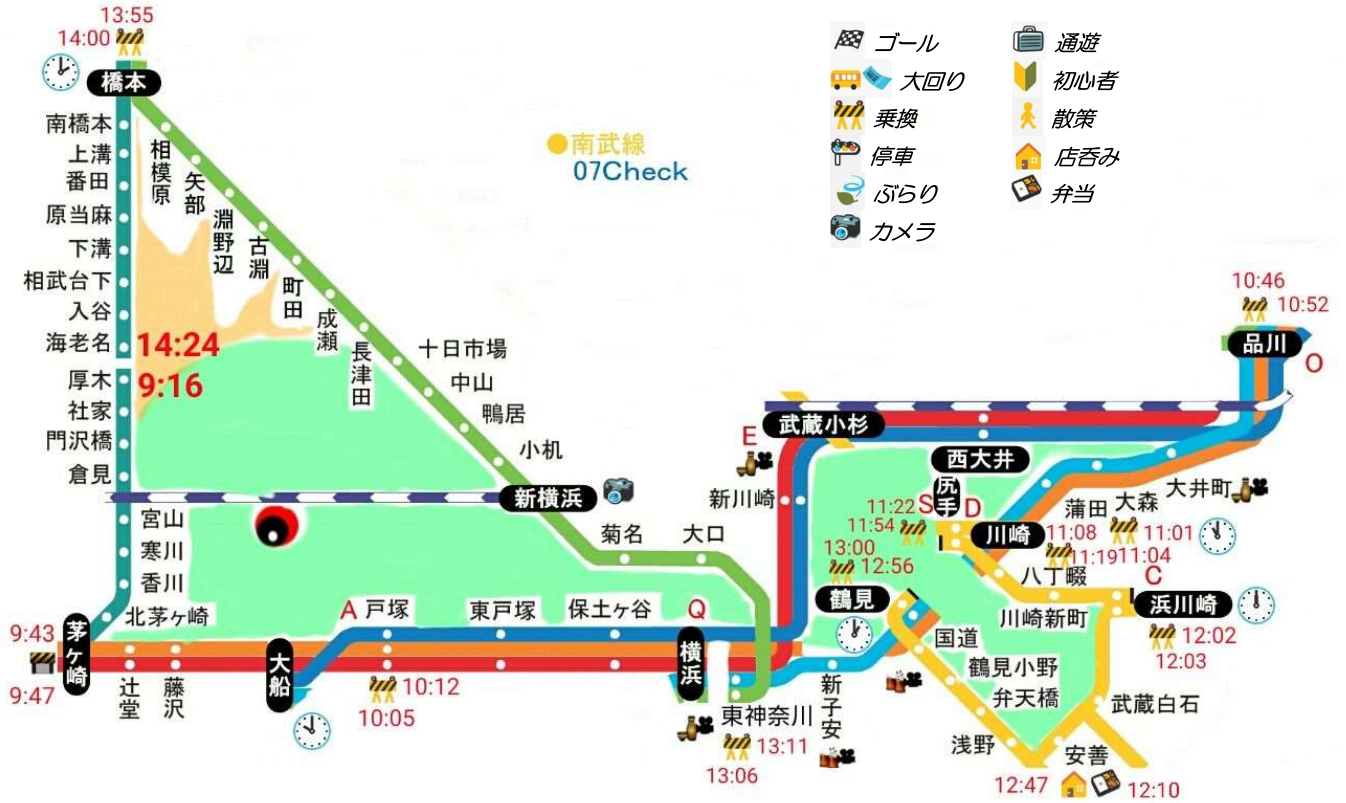 13:55
14:00
橋本
南橋本
上溝
番田
原当麻
下溝
相武台下
入谷
海老名
厚木
社家
門沢橋
倉見
宮山
寒川
香川
北茅ヶ崎
14:24
9:16
相模原
矢部
淵野辺
古淵
町田
成瀬
長津田
十日市場
中山
鴨居
小机
新横浜
菊名
大口
南武線
07Check
ゴール
大回り
乗換
停車
ぶらり
カメラ
通遊
初心者
散策
店呑み
弁当
10:46
10:52
品川
O
武蔵小杉
E
西大井
新川崎
尻手
S
D
11:22
11:54
川崎
11:08
11:19
11:04
11:01
蒲田
大森
大井町
13:00
12:56
鶴見
八丁畷
川崎新町
C
浜川崎
12:02
12:03
国道
鶴見小野
弁天橋
浅野
安善
武蔵白石
12:47
12:10
9:43
茅ヶ崎
9:47
辻堂
藤沢
大船
A
戸塚
東戸塚
保土ヶ谷
Q
横浜
10:12
10:05
東神奈川
新子安
13:11
13:06